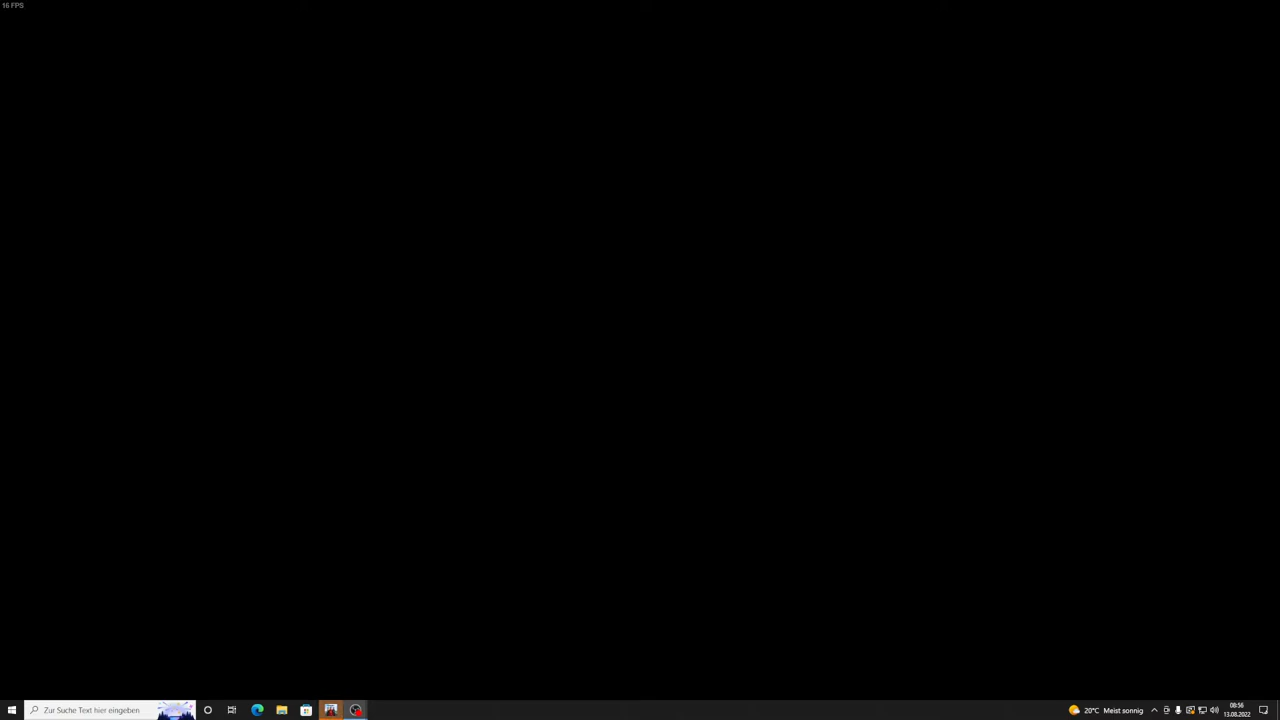 16 FPS
Zur Suche Text hier eingeben
20°C Meist sonnig
08:56
13.08.2022